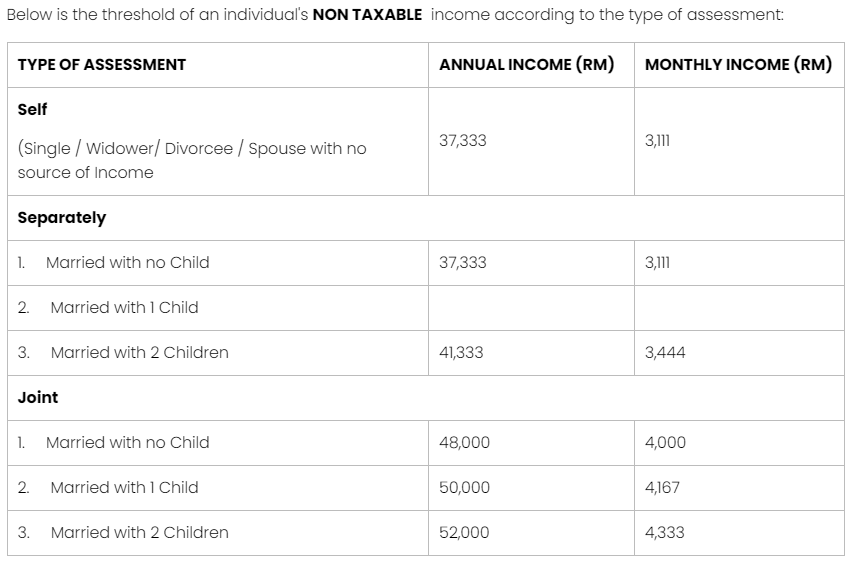 Below is the threshold of an individual's NON TAXABLE income according to the type of assessment:
TYPE OF ASSESSMENT ANNUAL INCOME (RM) MONTHLY INCOME (RM)
Self
(Single / Widower/ Divorcee / Spouse with no
source of Income
37,333 3,111
Separately
1. Married with no Child 37,333 3,111
2. Married with 1 Child
3. Married with 2 Children 41,333 3,444
Joint
1. Married with no Child 48,000 4,000
2. Married with 1 Child 50,000 4,167
3. Married with 2 Children 52,000 4,333